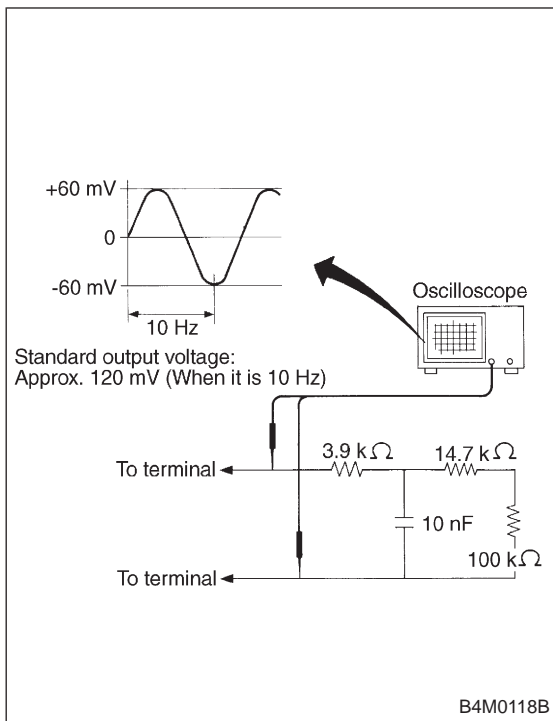 +60 mV
0
-60 mV
10 Hz
Oscilloscope
Standard output voltage:
Approx. 120 mV (When it is 10 Hz)
3.9 kΩ
14.7 kΩ
To terminal
10 nF
100 kΩ
To terminal
B4M0118B